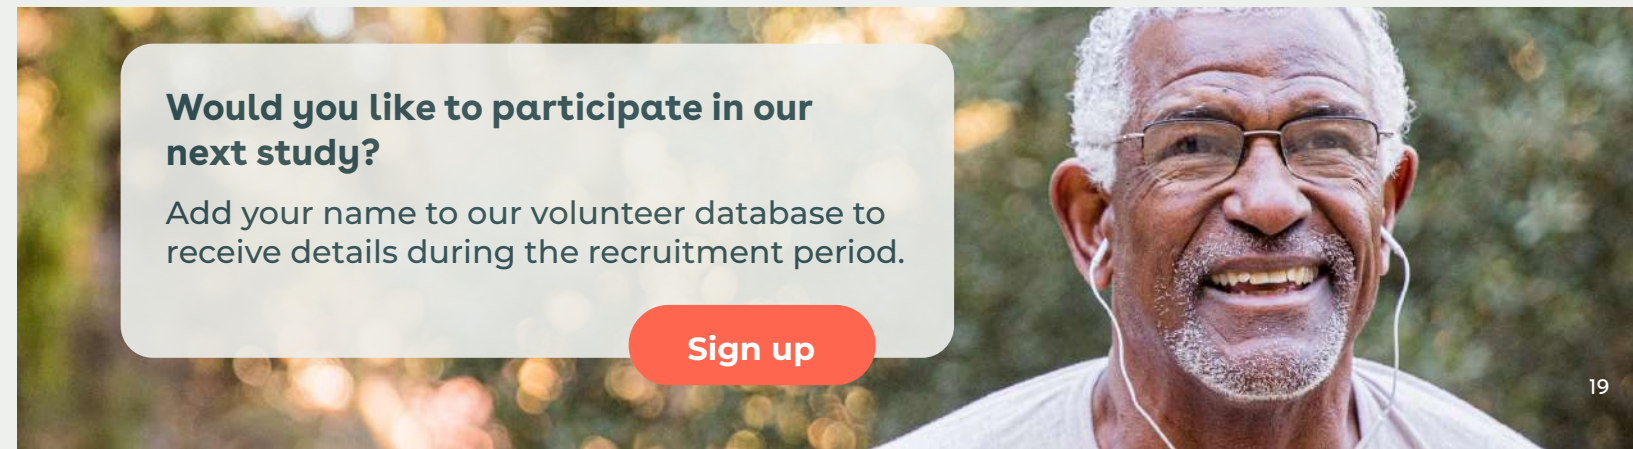 Would you like to participate in our
next study?
Add your name to our volunteer database to
receive details during the recruitment period.
Sign up
19